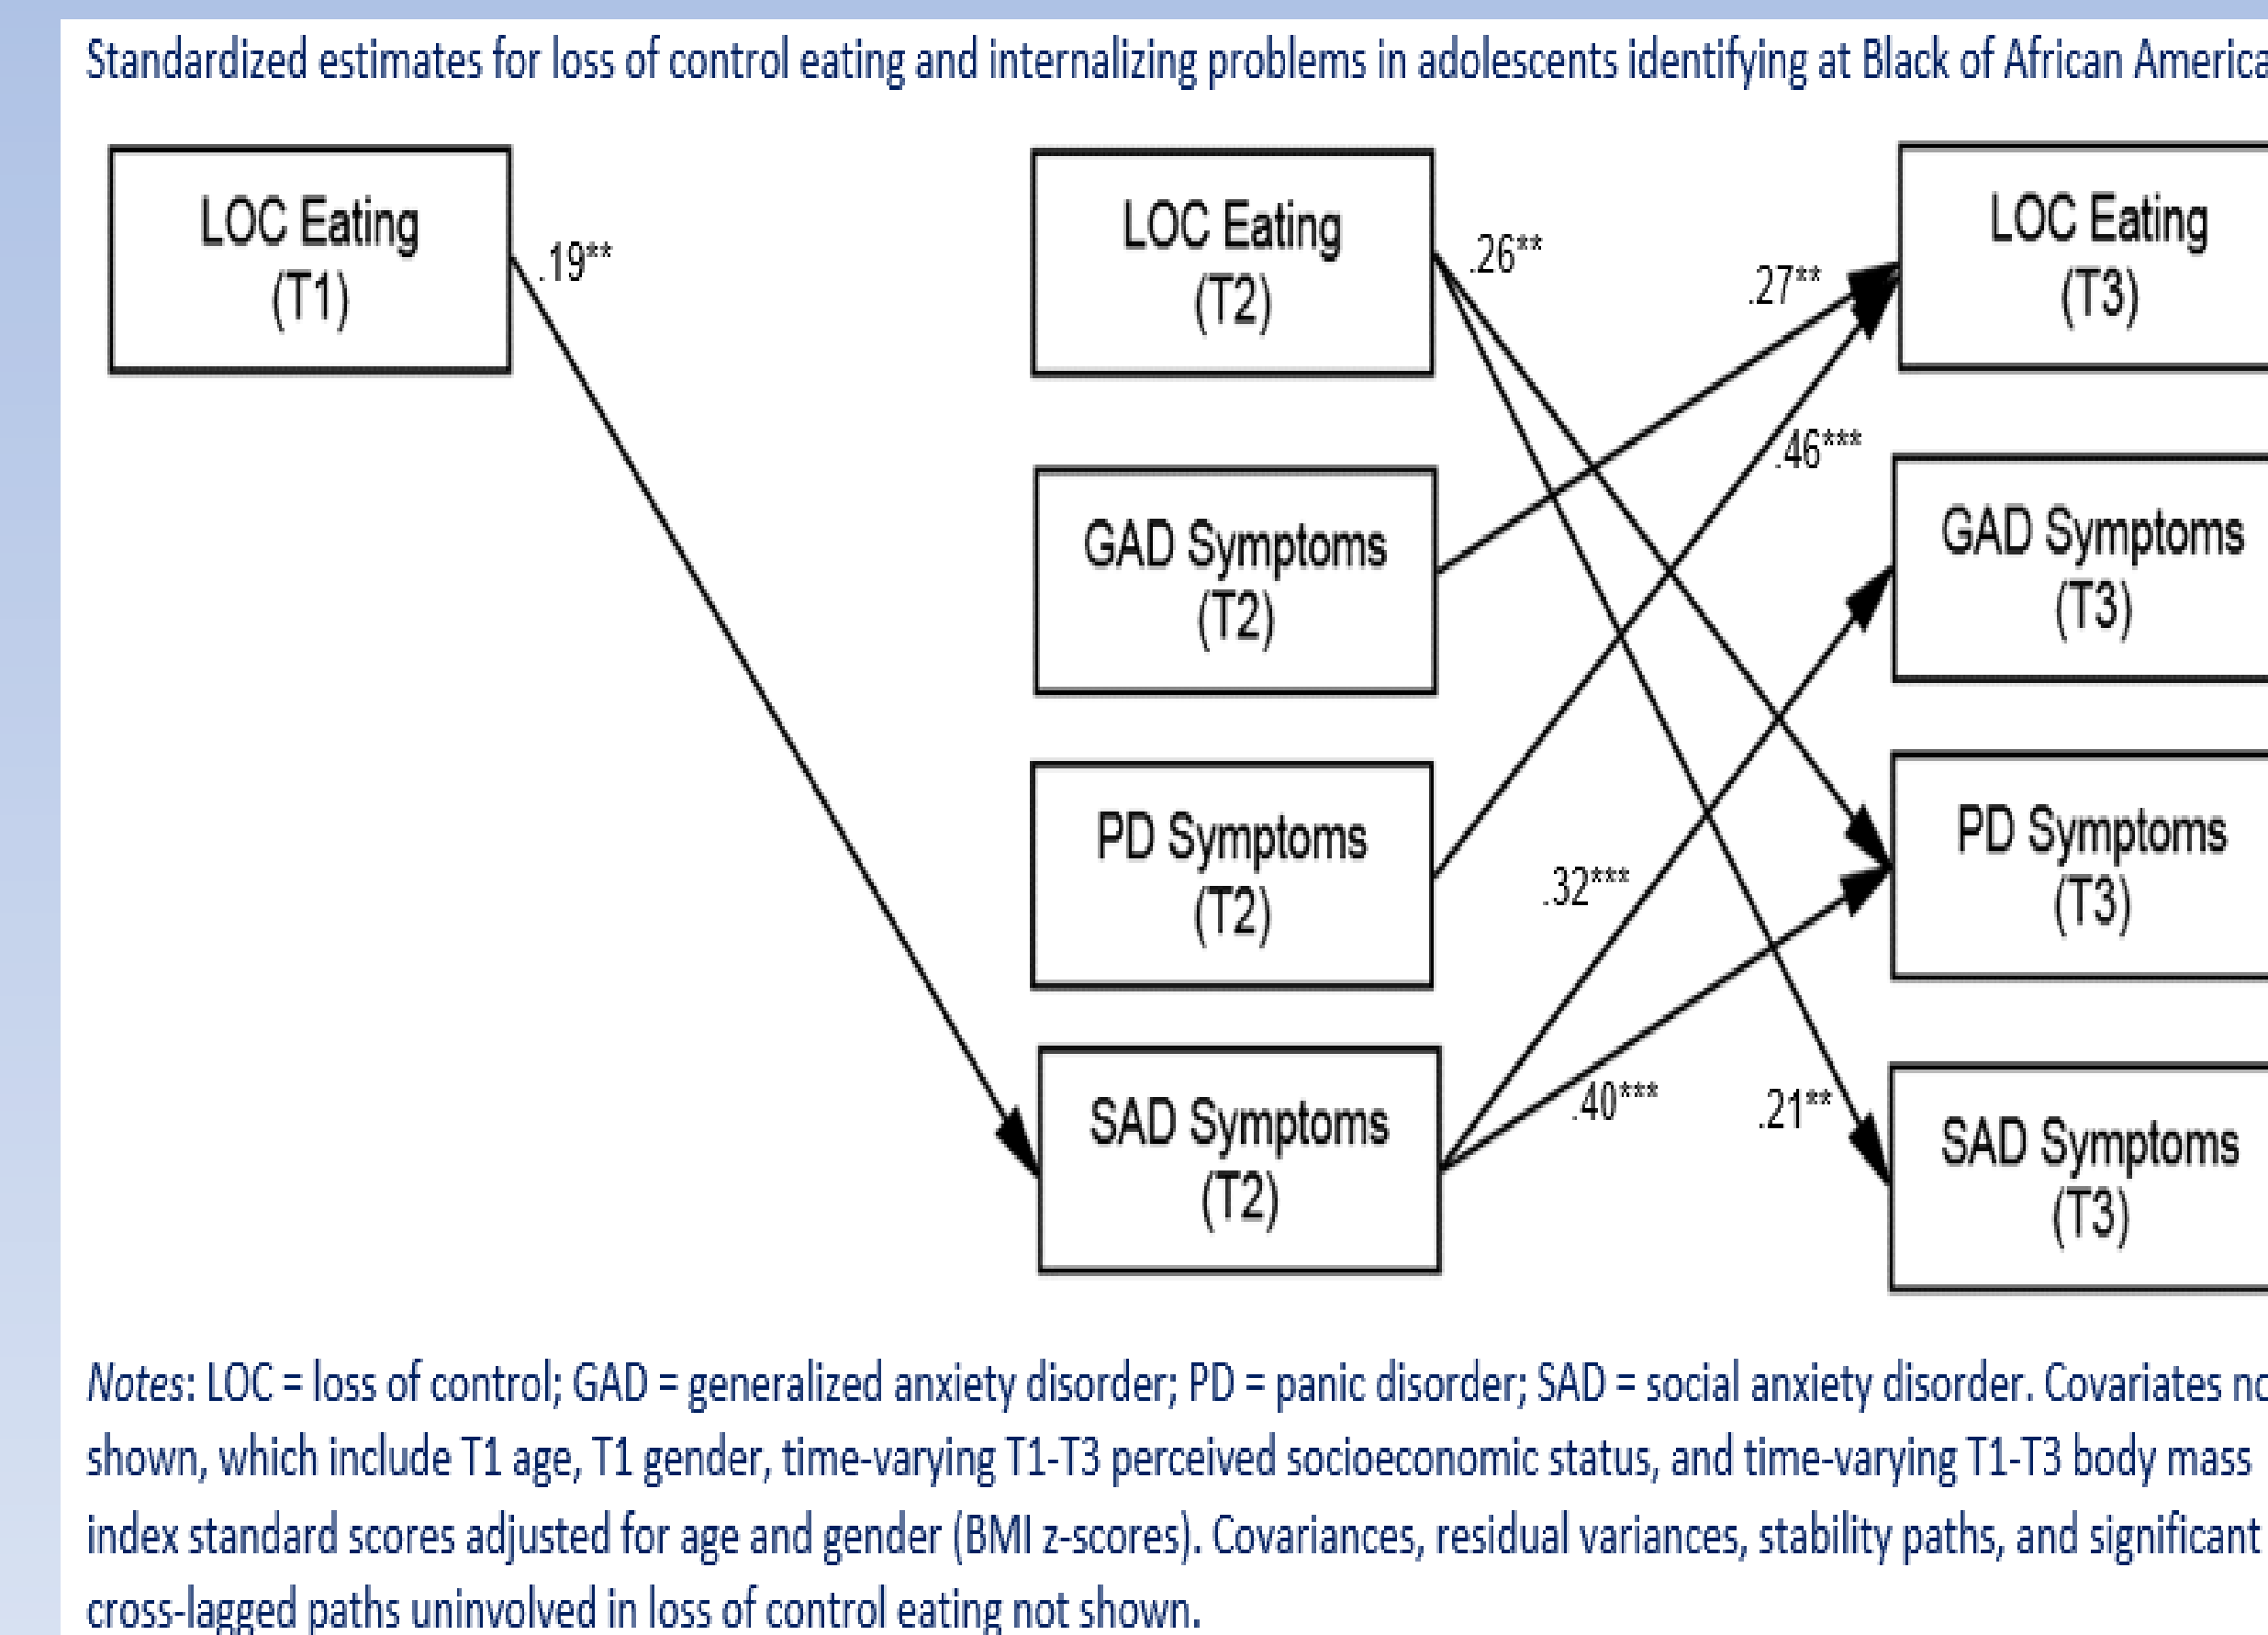 Standardized estimates for loss of control eating and internalizing problems in adolescents identifying at Black of African America
LOC Eating
(T1)
.19**
LOC Eating
(T2)
.26**
.27**
LOC Eating
(T3)
.46***
GAD Symptoms
(T2)
GAD Symptoms
(T3)
PD Symptoms
(T2)
.32***
PD Symptoms
(T3)
SAD Symptoms
(T2)
.40***
.21**
SAD Symptoms
(T3)
Notes: LOC = loss of control; GAD = generalized anxiety disorder; PD = panic disorder; SAD = social anxiety disorder. Covariates
shown, which include T1 age, T1 gender, time-varying T1-T3 perceived socioeconomic status, and time-varying T1-T3 body mass
index standard scores adjusted for age and gender (BMI z-scores). Covariances, residual variances, stability paths, and significant
cross-lagged paths uninvolved in loss of control eating not shown.